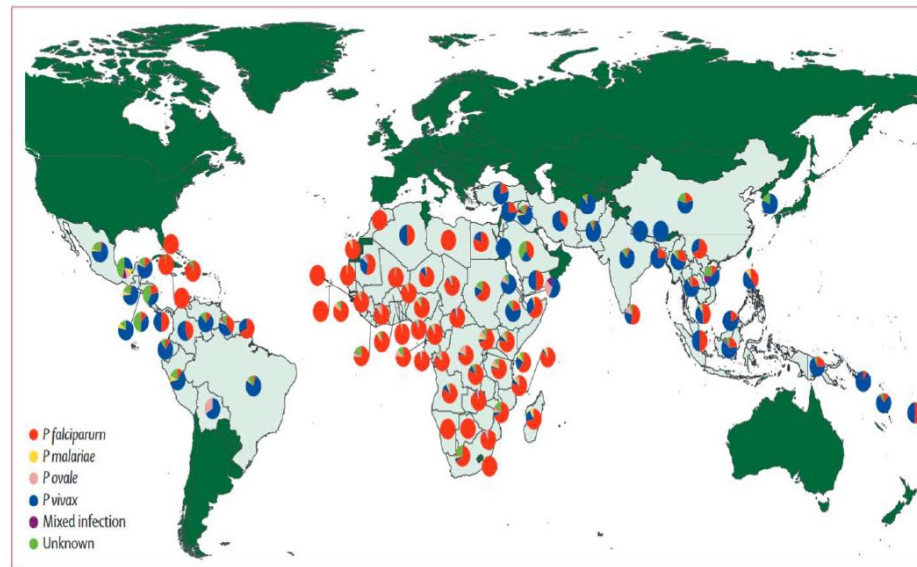 P falciparum
P malariae
P ovale
P vivax
Mixed infection
Unknown